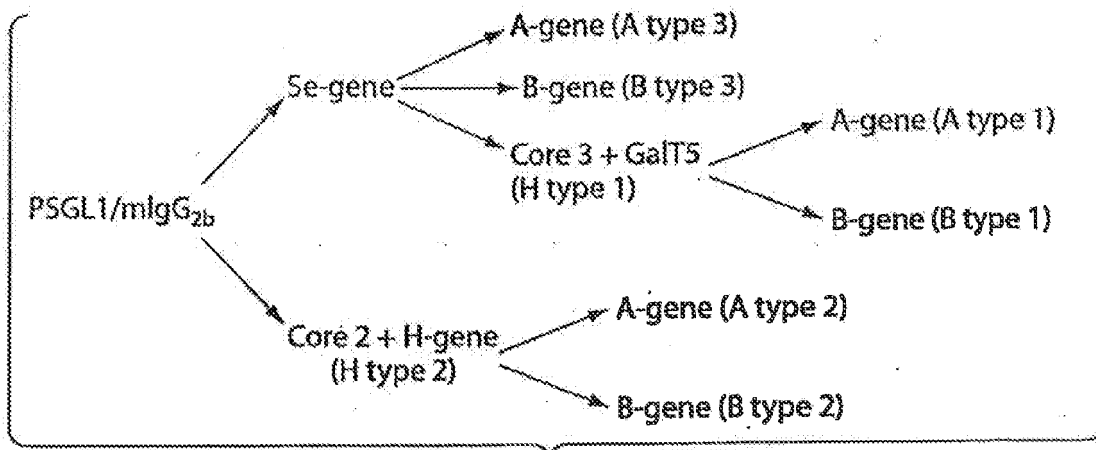 A-gene (A type 3)
Se-gene
B-gene (B type 3)
A-gene (A type 1)
Core 3 + GalT5
(H type 1)
PSGL1/mIgG2b
B-gene (B type 1)
A-gene (A type 2)
Core 2 + H-gene
(H type 2)
B-gene (B type 2)